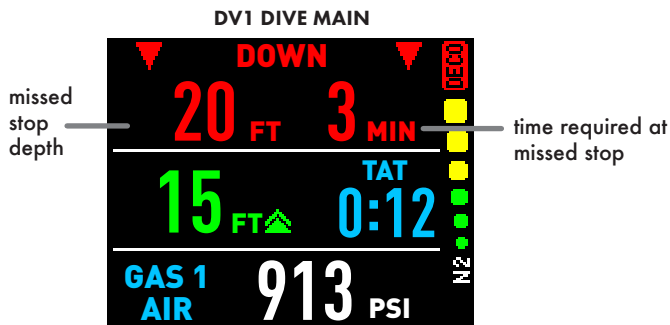 DV1 DIVE MAIN
DOWN
DECO
missed
stop
depth
20 FT 3 MIN
time required at
missed stop
TAT
15 FT 0:12
N2
GAS 1
AIR
913 PSI